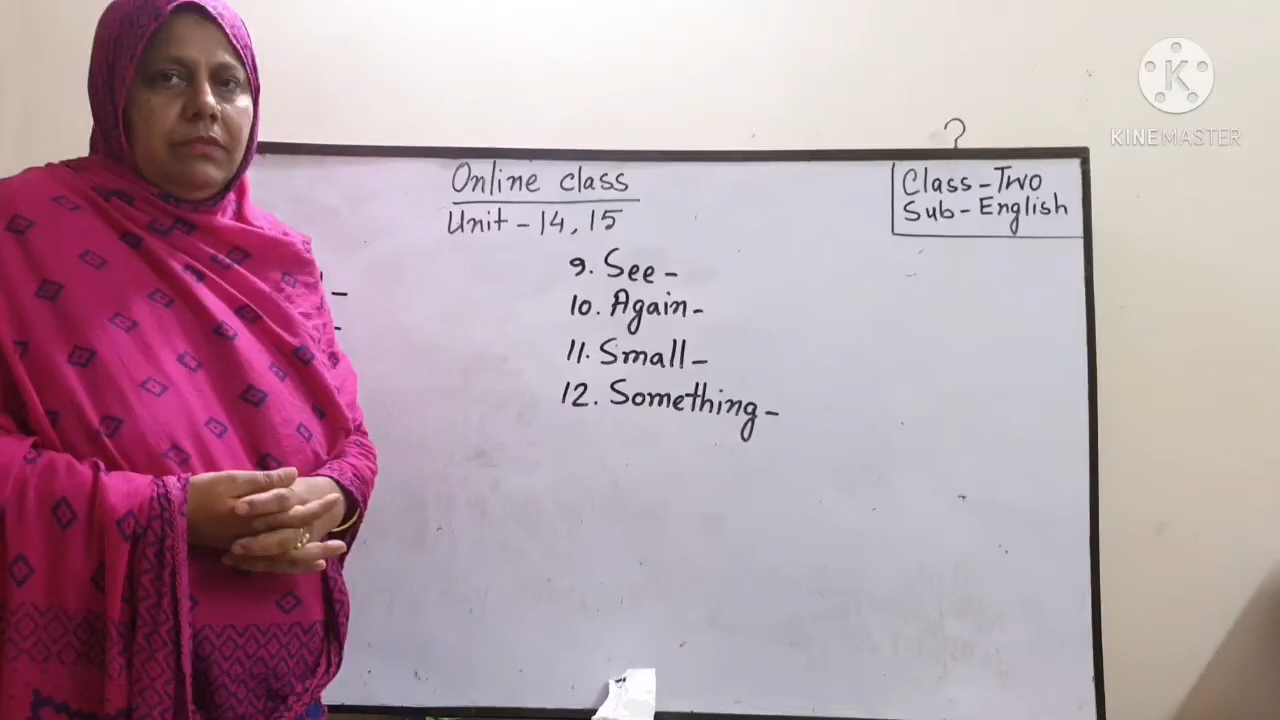 Online class
Unit - 14, 15
Class - Two
Sub - English
9. See -
10. Again -
11. Small -
12. Something -
KINEMASTER